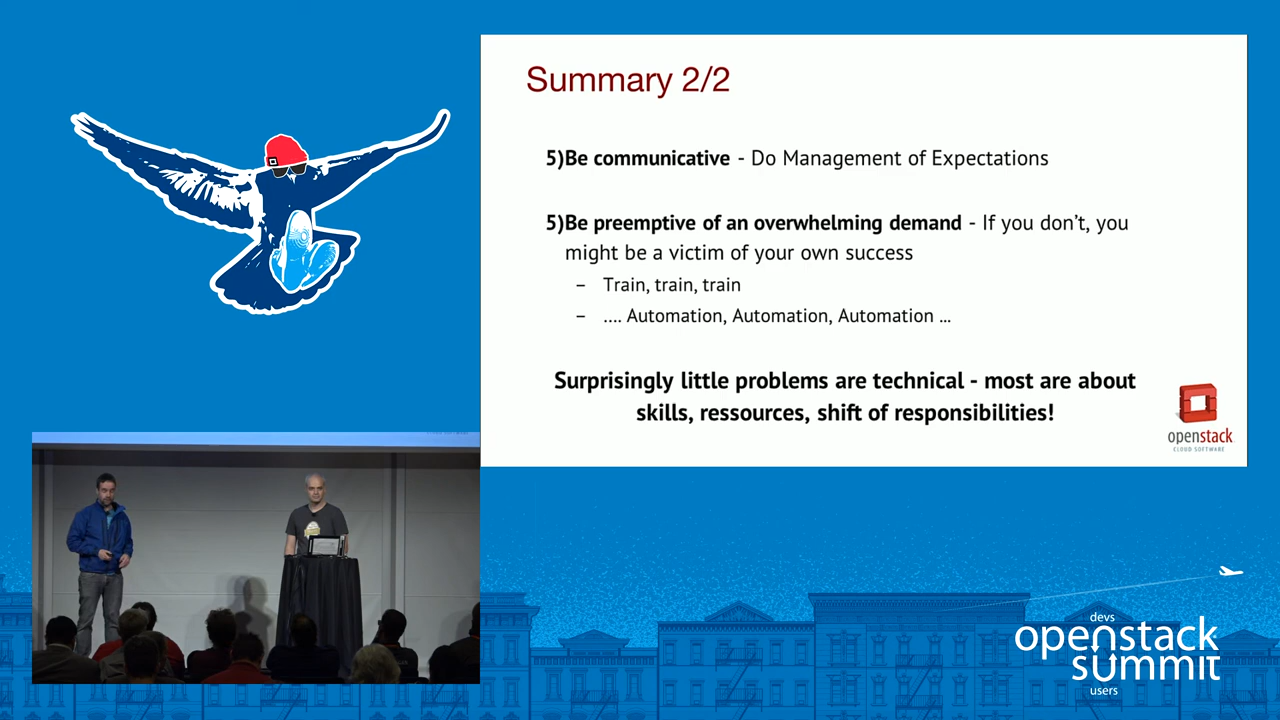 Summary 2/2
5)Be communicative - Do Management of Expectations
5)Be preemptive of an overwhelming demand - If you don't, you
might be a victim of your own success
– Train, train, train
– .... Automation, Automation, Automation ...
Surprisingly little problems are technical - most are about
skills, ressources, shift of responsibilities!
openstack
CLOUD SOFTWARE
devs
openstack
summit
users